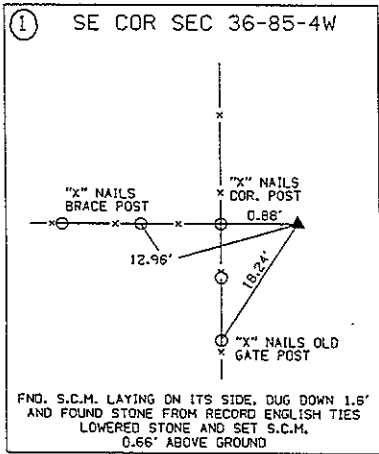 1 SE COR SEC 36-85-4W
"X" NAILS
BRACE POST
"X" NAILS
COR. POST
0.88'
12.96'
18.24'
"X" NAILS OLD
GATE POST
FND. S.C.M. LAYING ON ITS SIDE, DUG DOWN 1.6'
AND FOUND STONE FROM RECORD ENGLISH TIES
LOWERED STONE AND SET S.C.M.
0.66' ABOVE GROUND